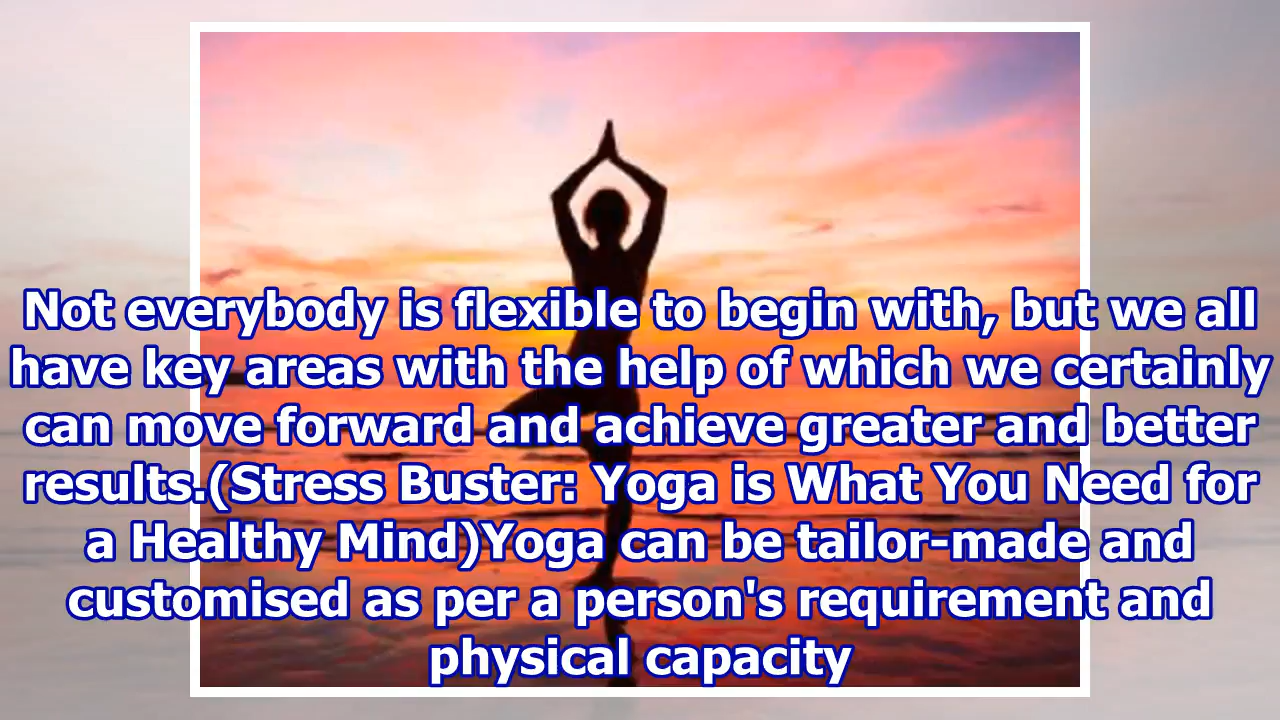 Not everybody is flexible to begin with, but we all
have key areas with the help of which we certainly
can move forward and achieve greater and better
results.(Stress Buster: Yoga is What You Need for
a Healthy Mind)Yoga can be tailor-made and
customised as per a person's requirement and
physical capacity